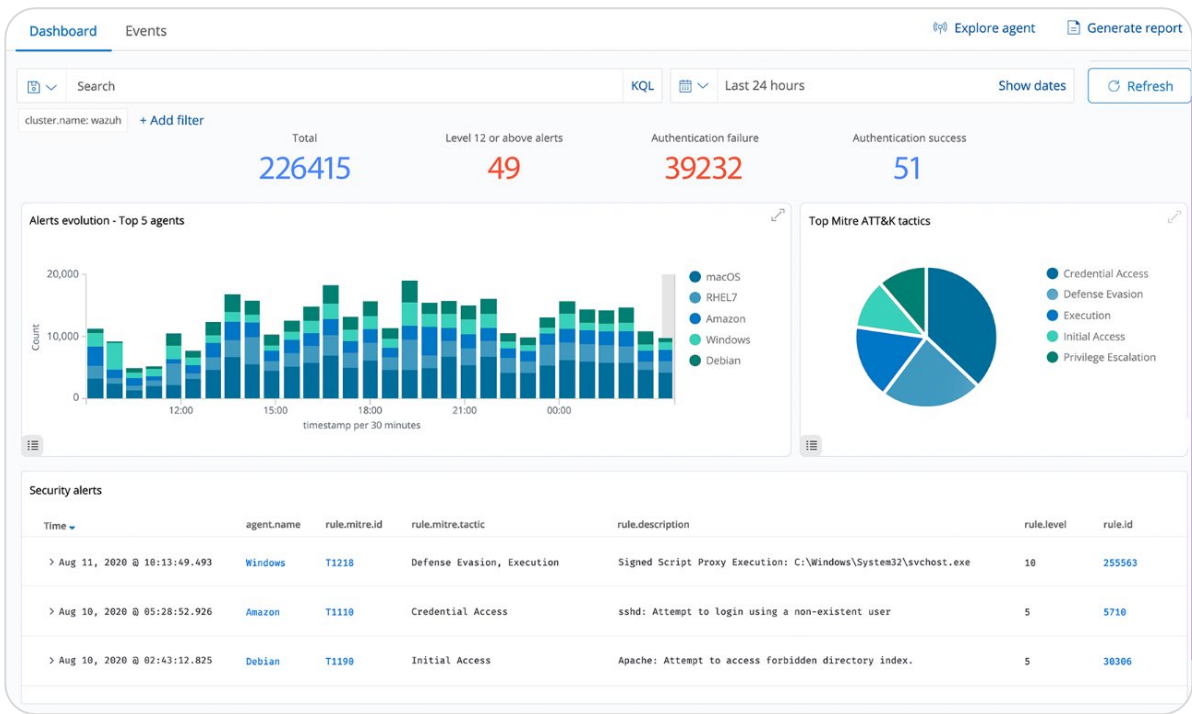 Dashboard Events Explore agent Generate report
Search KQL Last 24 hours Show dates Refresh
cluster.name: wazuh + Add filter
Total Level 12 or above alerts Authentication failure Authentication success
226415 49 39232 51
Alerts evolution - Top 5 agents
20,000
10,000
0
Count
12:00 15:00 18:00 21:00 00:00
timestamp per 30 minutes
macOS
RHEL7
Amazon
Windows
Debian
Top Mitre ATT&K tactics
Credential Access
Defense Evasion
Execution
Initial Access
Privilege Escalation
Security alerts
Time agent.name rule.mitre.id rule.mitre.tactic rule.description rule.level rule.id
> Aug 11, 2020 @ 10:13:49.493 Windows T1218 Defense Evasion, Execution Signed Script Proxy Execution: C:\Windows\System32\svchost.exe 10 255563
> Aug 10, 2020 @ 05:28:52.926 Amazon T1110 Credential Access sshd: Attempt to login using a non-existent user 5 5710
> Aug 10, 2020 @ 02:43:12.825 Debian T1190 Initial Access Apache: Attempt to access forbidden directory index. 5 30306